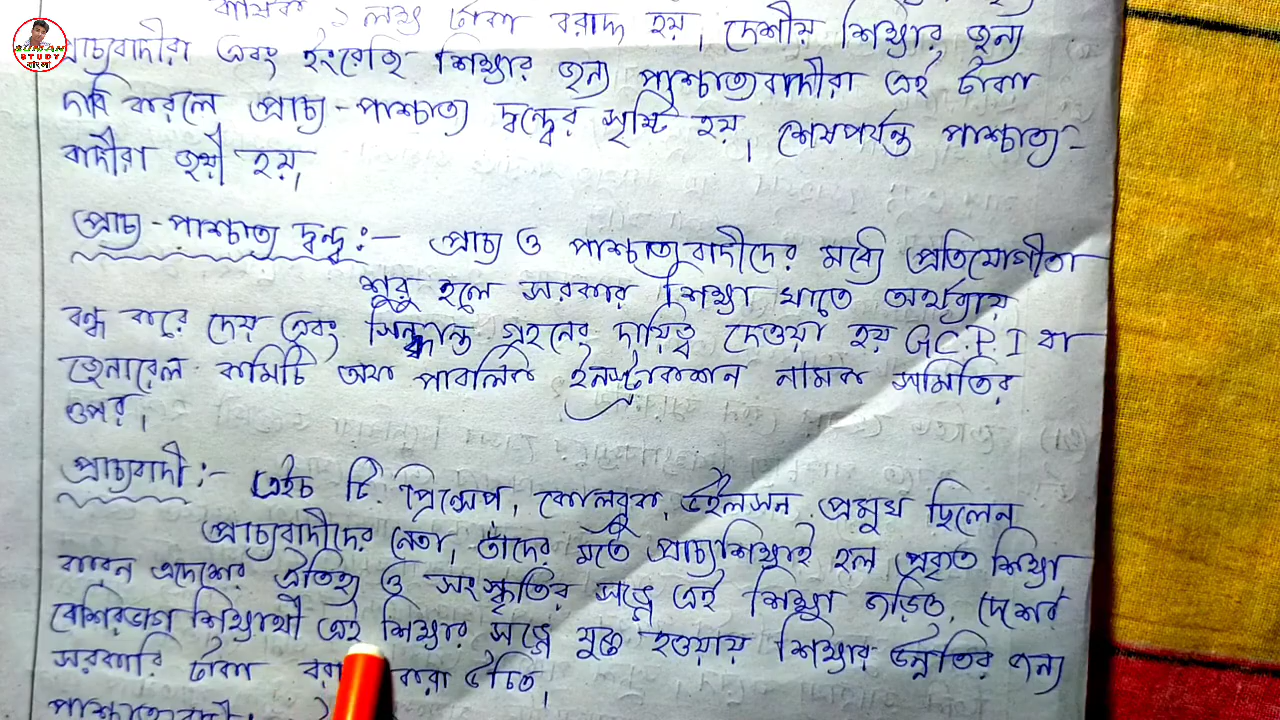 বার্ষিক ১ লক্ষ টাকা বরাদ্দ হয়। দেশীয় শিক্ষার জন্য
প্রাচ্যবাদীরা এবং ইংরেজি শিক্ষার জন্য পাশ্চাত্যবাদীরা এই টাকা
দাবি করলে প্রাচ্য-পাশ্চাত্য দ্বন্দ্বের সৃষ্টি হয়। শেষপর্যন্ত পাশ্চাত্য-
বাদীরা জয়ী হয়।
প্রাচ্য-পাশ্চাত্য দ্বন্দ্ব:- প্রাচ্য ও পাশ্চাত্যবাদীদের মধ্যে প্রতিযোগীতা
শুরু হলে সরকার শিক্ষা খাতে অর্থব্যয়
বন্ধ করে দেয় এবং সিদ্ধান্ত গ্রহনের দায়িত্ব দেওয়া হয় G.C.P.I বা
জেনারেল কমিটি অফ পাবলিক ইনস্ট্রাকশন নামক সমিতির
ওপর।
প্রাচ্যবাদী:- এইচ টি প্রিন্সেপ, কোলব্রুক, উইলসন প্রমুখ ছিলেন
প্রাচ্যবাদীদের নেতা। তাঁদের মতে প্রাচ্যশিক্ষাই হল প্রকৃত শিক্ষা
কারন এদেশের ঐতিহ্য ও সংস্কৃতির সঙ্গে এই শিক্ষা জড়িত। দেশের
বেশিরভাগ শিক্ষার্থী এই শিক্ষার সঙ্গে যুক্ত হওয়ায় শিক্ষার উন্নতির জন্য
সরকারি টাকা করা উচিত।
পাশ্চাত্যবাদী:
STUDY
বাংলা